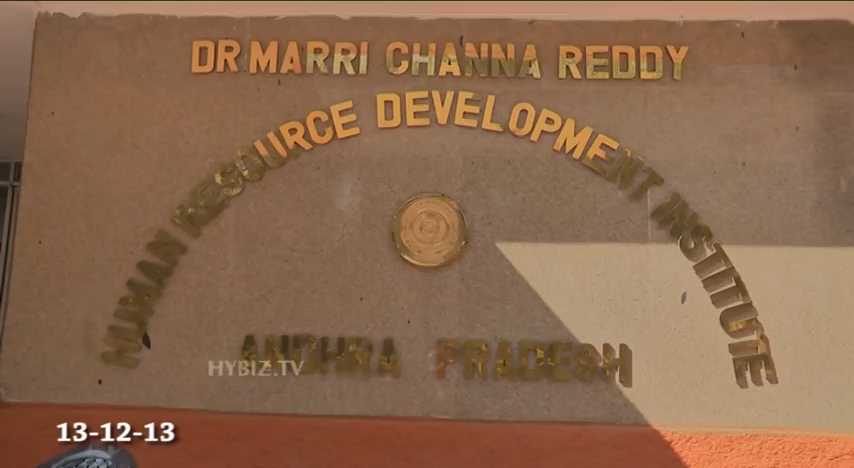 DR MARRI CHANNA REDDY
HUMAN RESOURCE DEVELOPMENT INSTITUTE
ANDHRA PRADESH
HYBIZ.TV
13-12-13